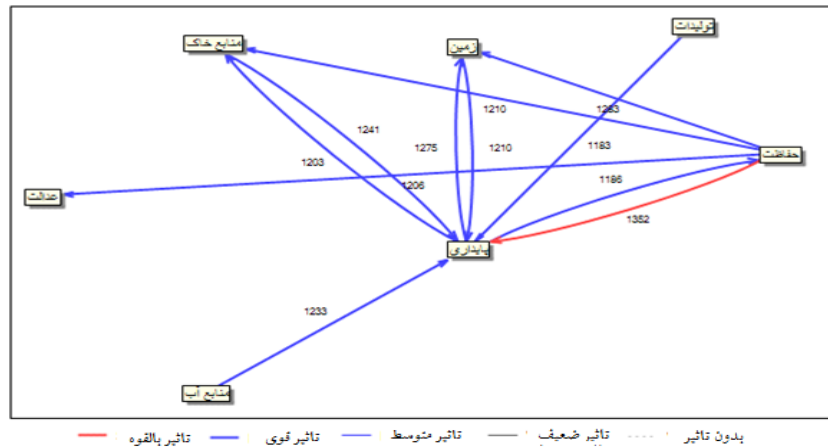 تولیدات
منابع خاک
زمین
1210
1263
1241
1275
1210
1183
حفاظت
1203
1206
1186
عدالت
1352
پایداری
1233
منابع آب
بدون تاثیر
تاثیر ضعیف
تاثیر متوسط
تاثیر قوی
تاثیر بالقوه